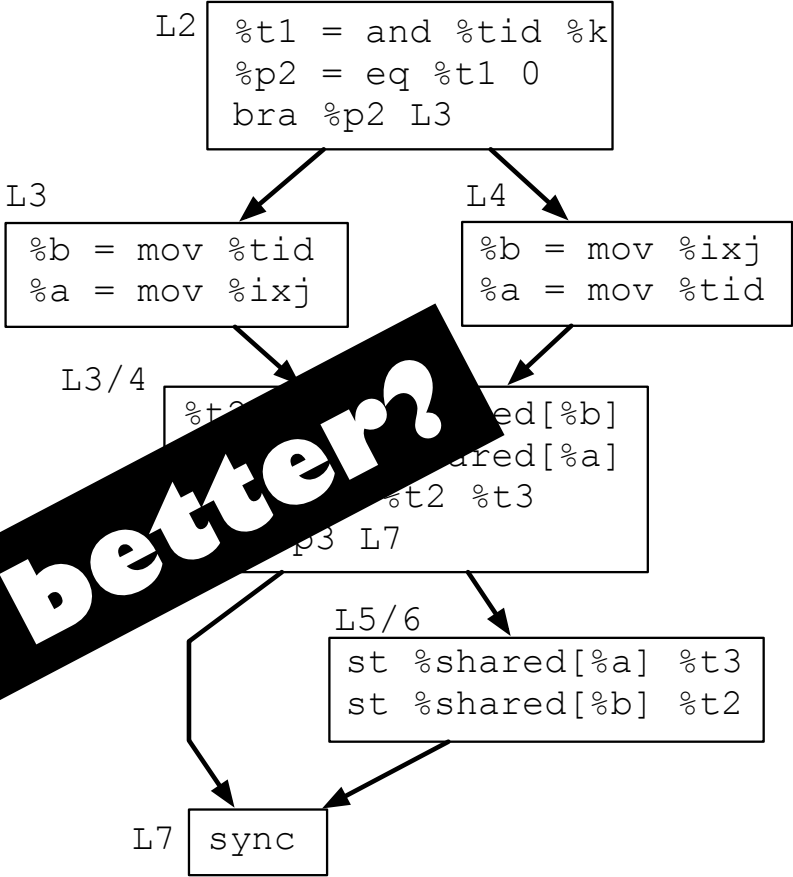 L2
%t1 = and %tid %k
%p2 = eq %t1 0
bra %p2 L3
L3
%b = mov %tid
%a = mov %ixj
L4
%b = mov %ixj
%a = mov %tid
L3/4
ed[%b]
ared[%a]
%t2 %t3
p3 L7
better?
L5/6
st %shared[%a] %t3
st %shared[%b] %t2
L7
sync